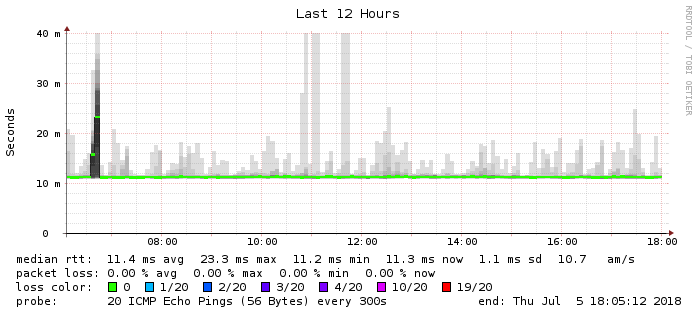 Last 12 Hours
RRDTOOL / TOBI OETIKER
Seconds
40 m
30 m
20 m
10 m
0
08:00 10:00 12:00 14:00 16:00 18:00
median rtt: 11.4 ms avg 23.3 ms max 11.2 ms min 11.3 ms now 1.1 ms sd 10.7 am/s
packet loss: 0.00 % avg 0.00 % max 0.00 % min 0.00 % now
loss color: 0 1/20 2/20 3/20 4/20 10/20 19/20
probe: 20 ICMP Echo Pings (56 Bytes) every 300s end: Thu Jul 5 18:05:12 2018